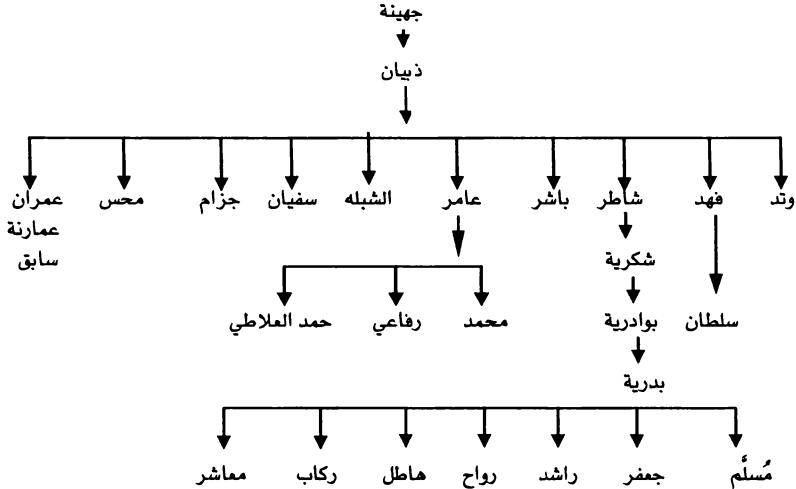 جهينة
ذبيان
وتد فهد شاطر باشر عامر الشبله سفيان جزام محس عمران
عمارنة
سابق
شكرية
سلطان بوادرية محمد رفاعي حمد العلاطي
بدرية
مُسلَّم جعفر راشد رواح هاطل ركاب معاشر